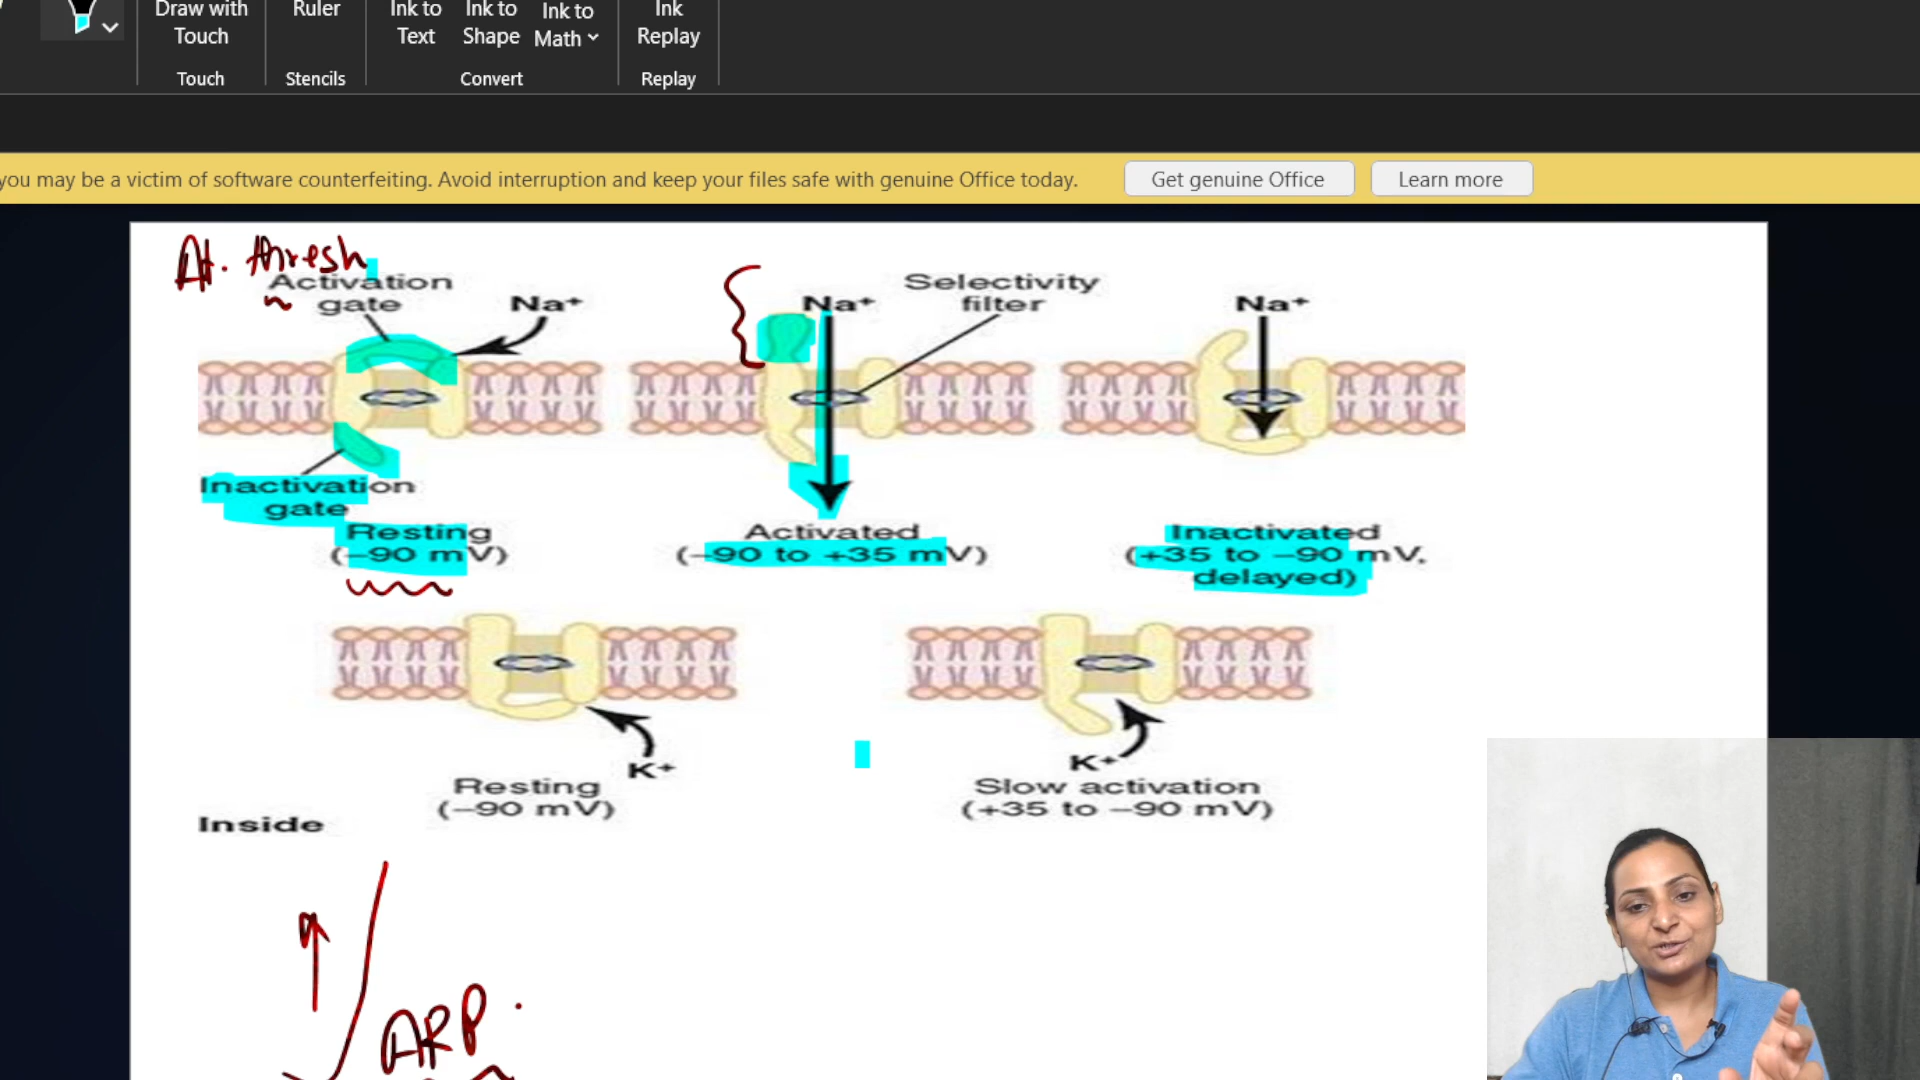 Draw with
Touch
Ruler
Ink to
Text
Ink to
Shape
Ink to
Math
Ink
Replay
Touch
Stencils
Convert
Replay
you may be a victim of software counterfeiting. Avoid interruption and keep your files safe with genuine Office today.
Get genuine Office
Learn more
At. thresh
Activation
gate
Na+
Na+
Selectivity
filter
Na+
Inactivation
gate
Resting
(−90 mV)
Activated
(−90 to +35 mV)
Inactivated
(+35 to −90 mV,
delayed)
K+
Resting
(−90 mV)
K+
Slow activation
(+35 to −90 mV)
Inside
ARP